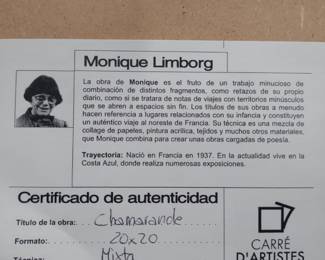 Monique Limborg
La obra de Monique es el fruto de un trabajo minucioso de
combinación de distintos fragmentos, como retazos de su propio
diario, como si se tratara de notas de viajes con territorios minúsculos
que se abren a espacios sin fin. Los títulos de sus obras a menudo
hacen referencia a lugares relacionados con su infancia y constituyen
un auténtico viaje al noreste de Francia. Su técnica es una mezcla de
collage de papeles, pintura acrílica, tejidos y muchos otros materiales,
que Monique combina para crear unas obras cargadas de poesía.
Trayectoria: Nació en Francia en 1937. En la actualidad vive en la
Costa Azul, donde realiza numerosas exposiciones.
Certificado de autenticidad
Título de la obra: Chamarande
Formato: 20x20
Técnica: Mixta
CARRÉ
D'ARTISTES